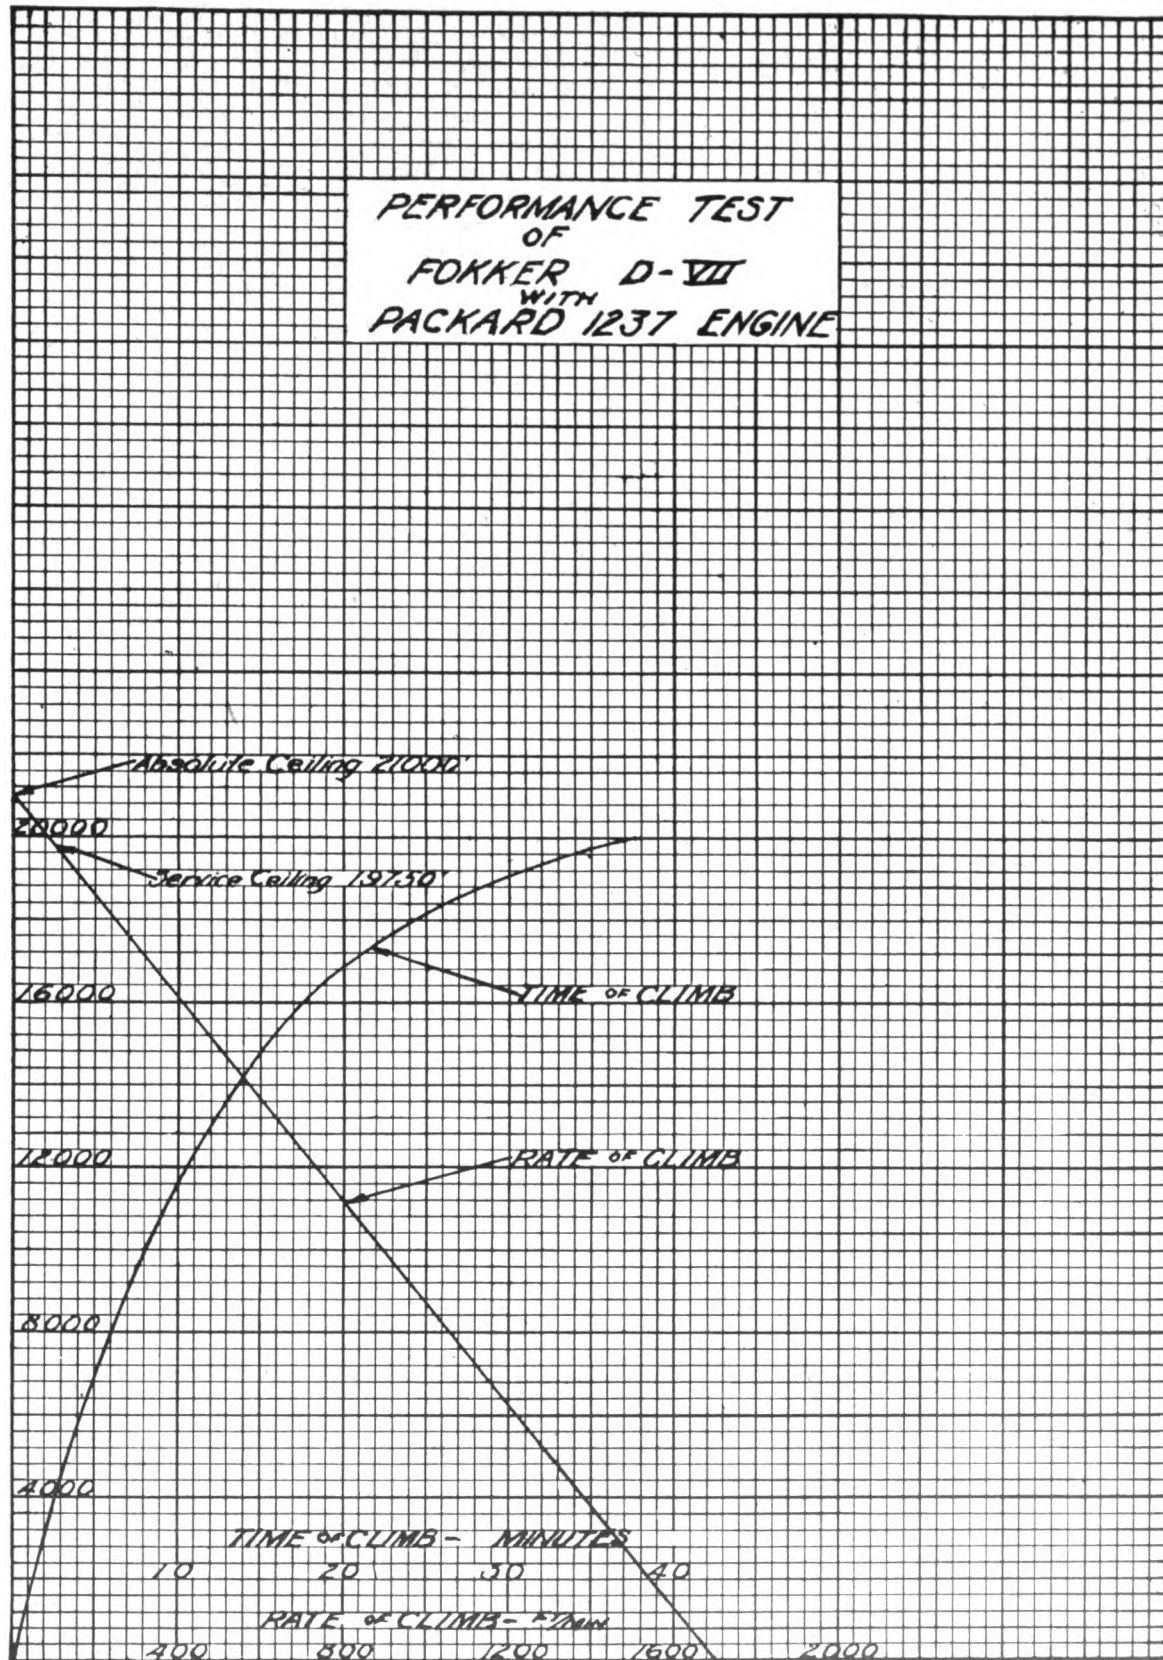 PERFORMANCE TEST
OF
FOKKER D-VII
WITH
PACKARD 1237 ENGINE
Absolute Ceiling 21000'
20000
Service Ceiling 19750'
16000
TIME OF CLIMB
12000
RATE OF CLIMB
8000
4000
TIME OF CLIMB - MINUTES
10 20 30 40
RATE OF CLIMB - FT/MIN
400 800 1200 1600 2000